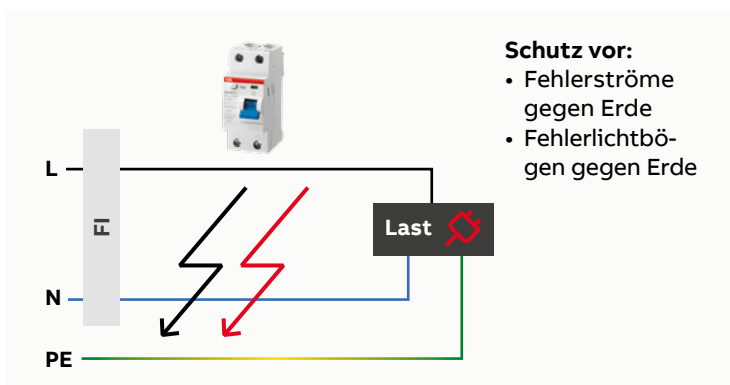 Schutz vor:
• Fehlerströme
gegen Erde
• Fehlerlichtbö-
gen gegen Erde
L
FI
Last
N
PE